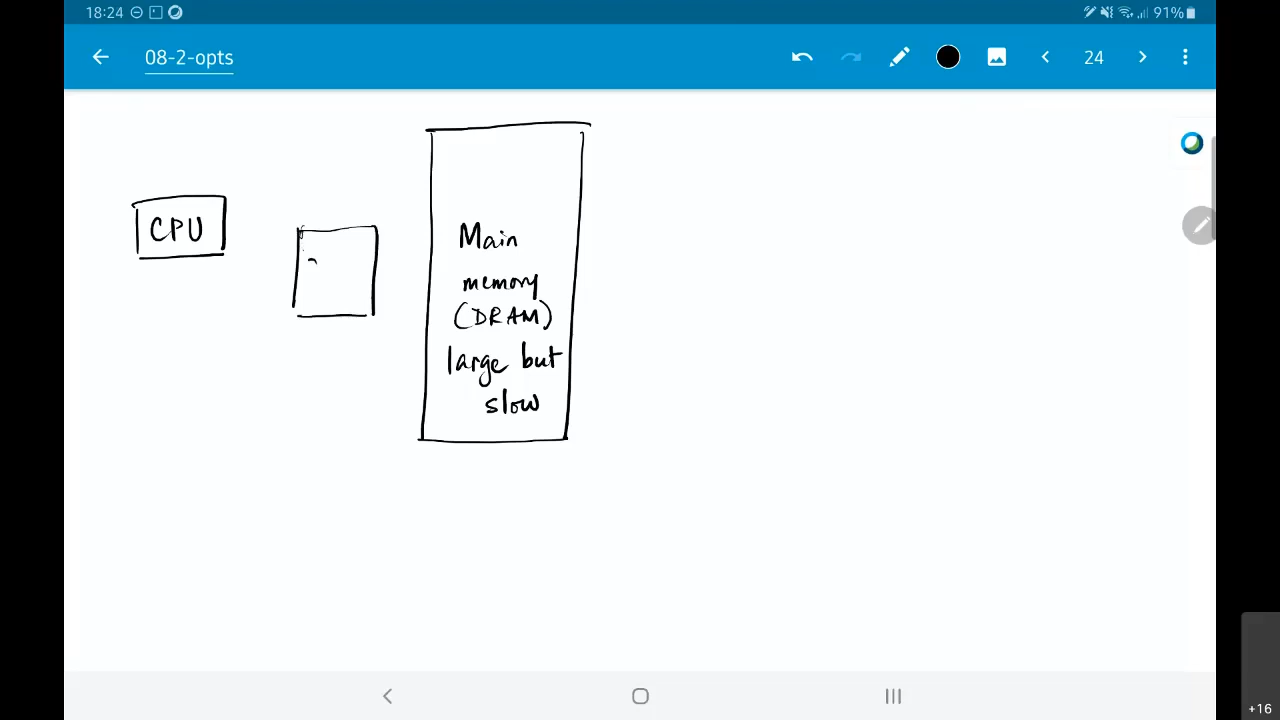 18:24
91%
08-2-opts
24
CPU
Main
memory
(DRAM)
large but
slow
+16